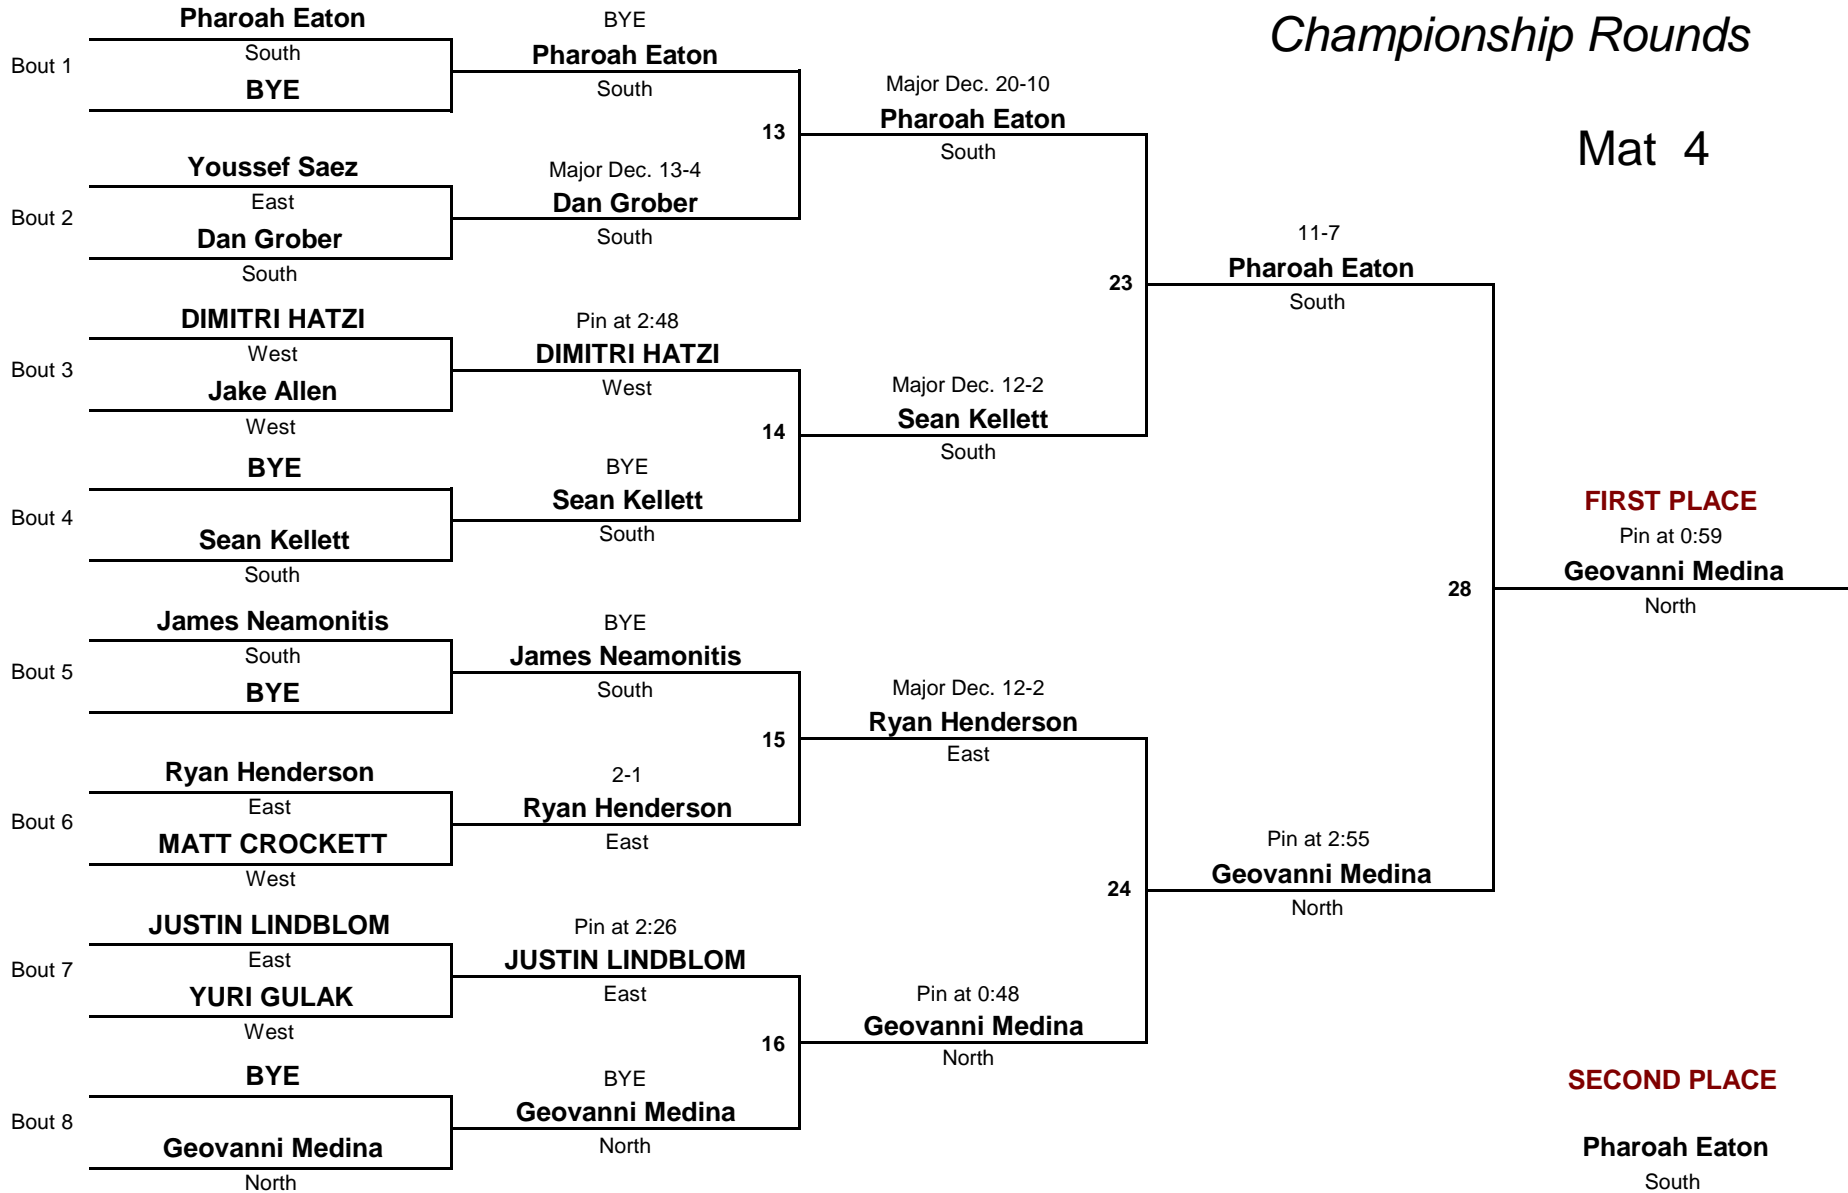 Championship Rounds
Mat 4
Bout 1
Pharoah Eaton
South
BYE
Bout 2
Youssef Saez
East
Dan Grober
South
Bout 3
DIMITRI HATZI
West
Jake Allen
West
Bout 4
BYE
Sean Kellett
South
Bout 5
James Neamonitis
South
BYE
Bout 6
Ryan Henderson
East
MATT CROCKETT
West
Bout 7
JUSTIN LINDBLOM
East
YURI GULAK
West
Bout 8
BYE
Geovanni Medina
North
BYE
Pharoah Eaton
South
13
Major Dec. 13-4
Dan Grober
South
Pin at 2:48
DIMITRI HATZI
West
14
BYE
Sean Kellett
South
BYE
James Neamonitis
South
15
2-1
Ryan Henderson
East
Pin at 2:26
JUSTIN LINDBLOM
East
16
BYE
Geovanni Medina
North
Major Dec. 20-10
Pharoah Eaton
South
23
Major Dec. 12-2
Sean Kellett
South
Major Dec. 12-2
Ryan Henderson
East
24
Pin at 0:48
Geovanni Medina
North
11-7
Pharoah Eaton
South
28
Pin at 2:55
Geovanni Medina
North
FIRST PLACE
Pin at 0:59
Geovanni Medina
North
SECOND PLACE
Pharoah Eaton
South